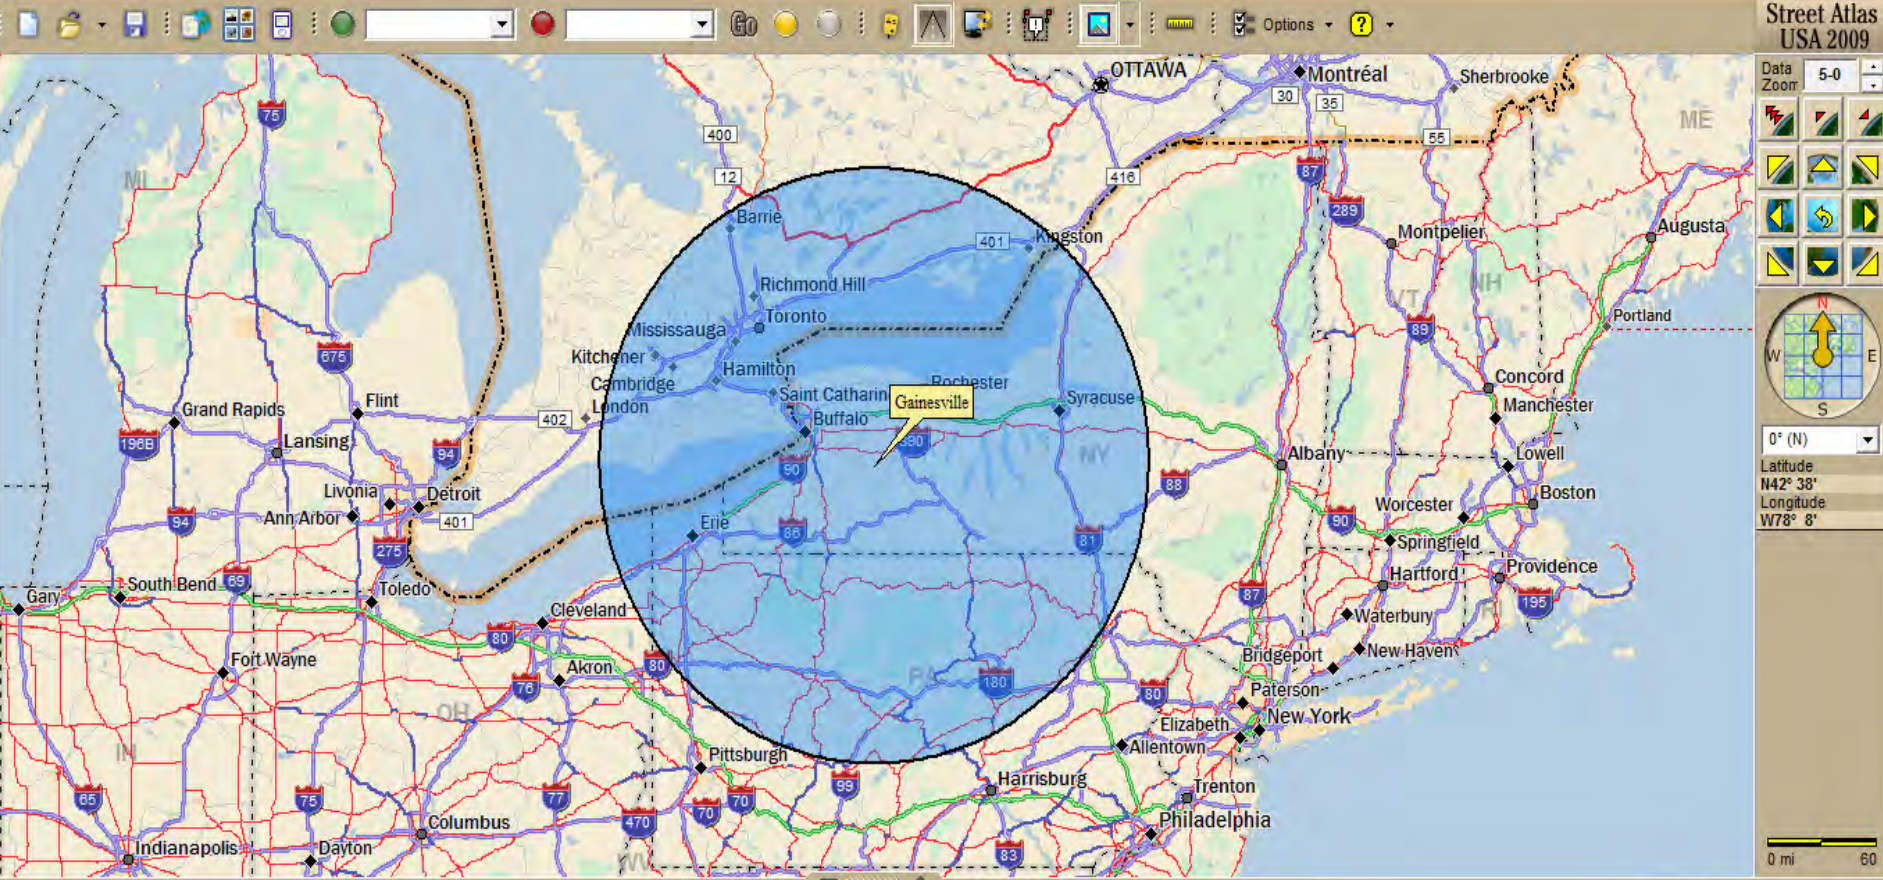 Go
Options
?
Street Atlas
USA 2009
Data
Zoom
5-0
N
W
E
S
0° (N)
Latitude
N42° 38'
Longitude
W78° 8'
0 mi
60
OTTAWA
Montréal
Sherbrooke
75
30
35
ME
400
55
12
416
87
MI
289
Barrie
Kingston
401
Montpelier
Augusta
Richmond Hill
VT
NH
Toronto
Mississauga
Portland
89
675
Kitchener
Hamilton
Cambridge
Rochester
Concord
Saint Catharin
Gainesville
Syracuse
Flint
London
Manchester
Grand Rapids
402
Buffalo
196B
Lansing
94
390
NY
Albany
Lowell
90
88
Livonia
Detroit
Boston
Worcester
Ann Arbor
94
401
Erie
90
86
81
Springfield
275
Providence
South Bend
69
Toledo
Hartford
Gary
87
195
RI
Cleveland
Waterbury
80
Fort Wayne
Akron
80
Bridgeport
New Haven
76
PA
180
80
Paterson
OH
Elizabeth
New York
IN
Pittsburgh
Allentown
Harrisburg
Trenton
65
75
77
70
70
99
470
Columbus
Philadelphia
Indianapolis
Dayton
WV
83